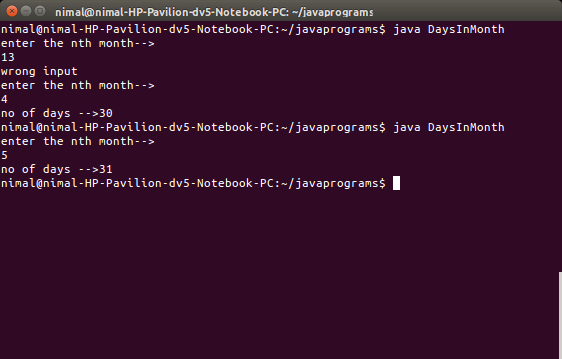 nimal@nimal-HP-Pavilion-dv5-Notebook-PC: ~/javaprograms
nimal@nimal-HP-Pavilion-dv5-Notebook-PC:~/javaprograms$ java DaysInMonth
enter the nth month-->
13
wrong input
enter the nth month-->
4
no of days -->30
nimal@nimal-HP-Pavilion-dv5-Notebook-PC:~/javaprograms$ java DaysInMonth
enter the nth month-->
5
no of days -->31
nimal@nimal-HP-Pavilion-dv5-Notebook-PC:~/javaprograms$